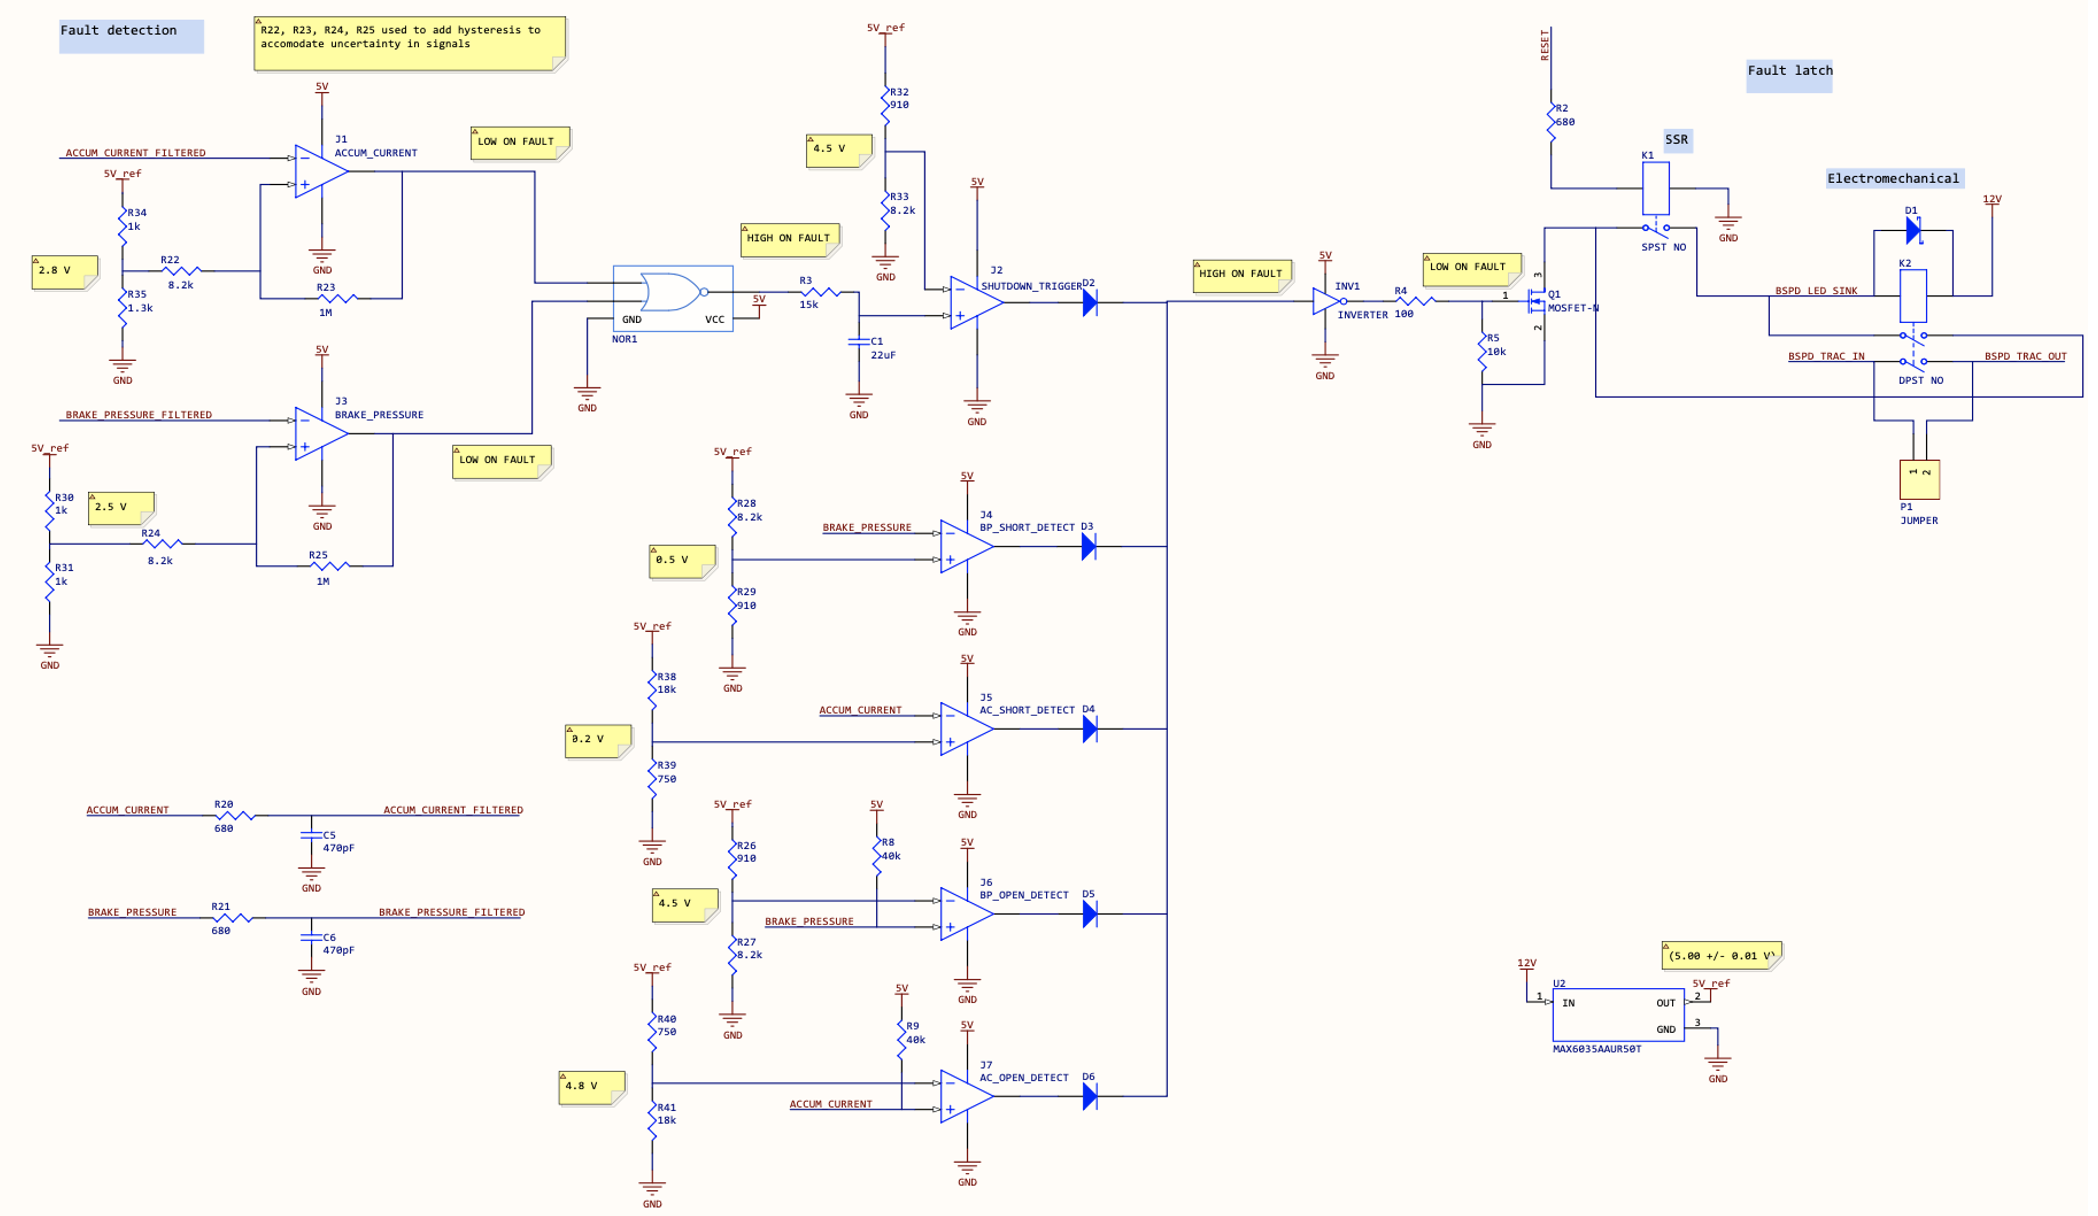 Fault detection
R22, R23, R24, R25 used to add hysteresis to
accomodate uncertainty in signals
5V
J1
ACCUM_CURRENT
ACCUM_CURRENT_FILTERED
5V_ref
R34
1k
2.8 V
R22
8.2k
R35
1.3k
GND
R23
1M
GND
LOW ON FAULT
5V
J3
BRAKE_PRESSURE
BRAKE_PRESSURE_FILTERED
5V_ref
R30
1k
2.5 V
R24
8.2k
R31
1k
GND
R25
1M
GND
LOW ON FAULT
HIGH ON FAULT
GND
VCC
NOR1
5V
GND
R3
15k
C1
22uF
GND
5V_ref
R32
910
4.5 V
R33
8.2k
GND
5V
J2
SHUTDOWN_TRIGGER
D2
GND
5V_ref
R28
8.2k
0.5 V
R29
910
GND
BRAKE_PRESSURE
5V
J4
BP_SHORT_DETECT
D3
GND
5V_ref
R38
18k
0.2 V
R39
750
GND
ACCUM_CURRENT
5V
J5
AC_SHORT_DETECT
D4
GND
5V_ref
R26
910
4.5 V
R27
8.2k
GND
5V
R8
40k
BRAKE_PRESSURE
5V
J6
BP_OPEN_DETECT
D5
GND
5V_ref
R40
750
4.8 V
R41
18k
GND
5V
R9
40k
ACCUM_CURRENT
5V
J7
AC_OPEN_DETECT
D6
GND
ACCUM_CURRENT
R20
680
ACCUM_CURRENT_FILTERED
C5
470pF
GND
BRAKE_PRESSURE
R21
680
BRAKE_PRESSURE_FILTERED
C6
470pF
GND
HIGH ON FAULT
5V
INV1
INVERTER
GND
LOW ON FAULT
R4
100
R5
10k
GND
1
3
2
Q1
MOSFET-N
RESET
R2
680
Fault latch
SSR
K1
SPST NO
GND
Electromechanical
12V
D1
K2
BSPD_LED_SINK
BSPD_TRAC_IN
BSPD_TRAC_OUT
DPST NO
1
2
P1
JUMPER
(5.00 +/- 0.01 V)
12V
U2
1
IN
OUT
2
5V_ref
GND
3
MAX6035AAUR50T
GND